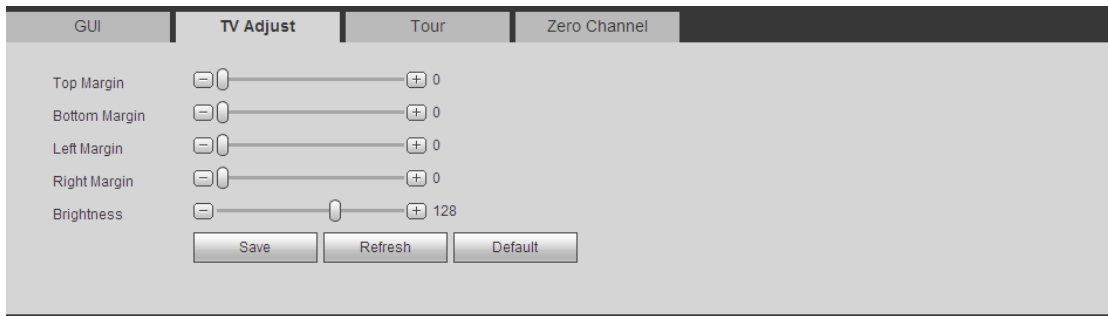 GUI TV Adjust Tour Zero Channel
Top Margin 0
Bottom Margin 0
Left Margin 0
Right Margin 0
Brightness 128
Save Refresh Default